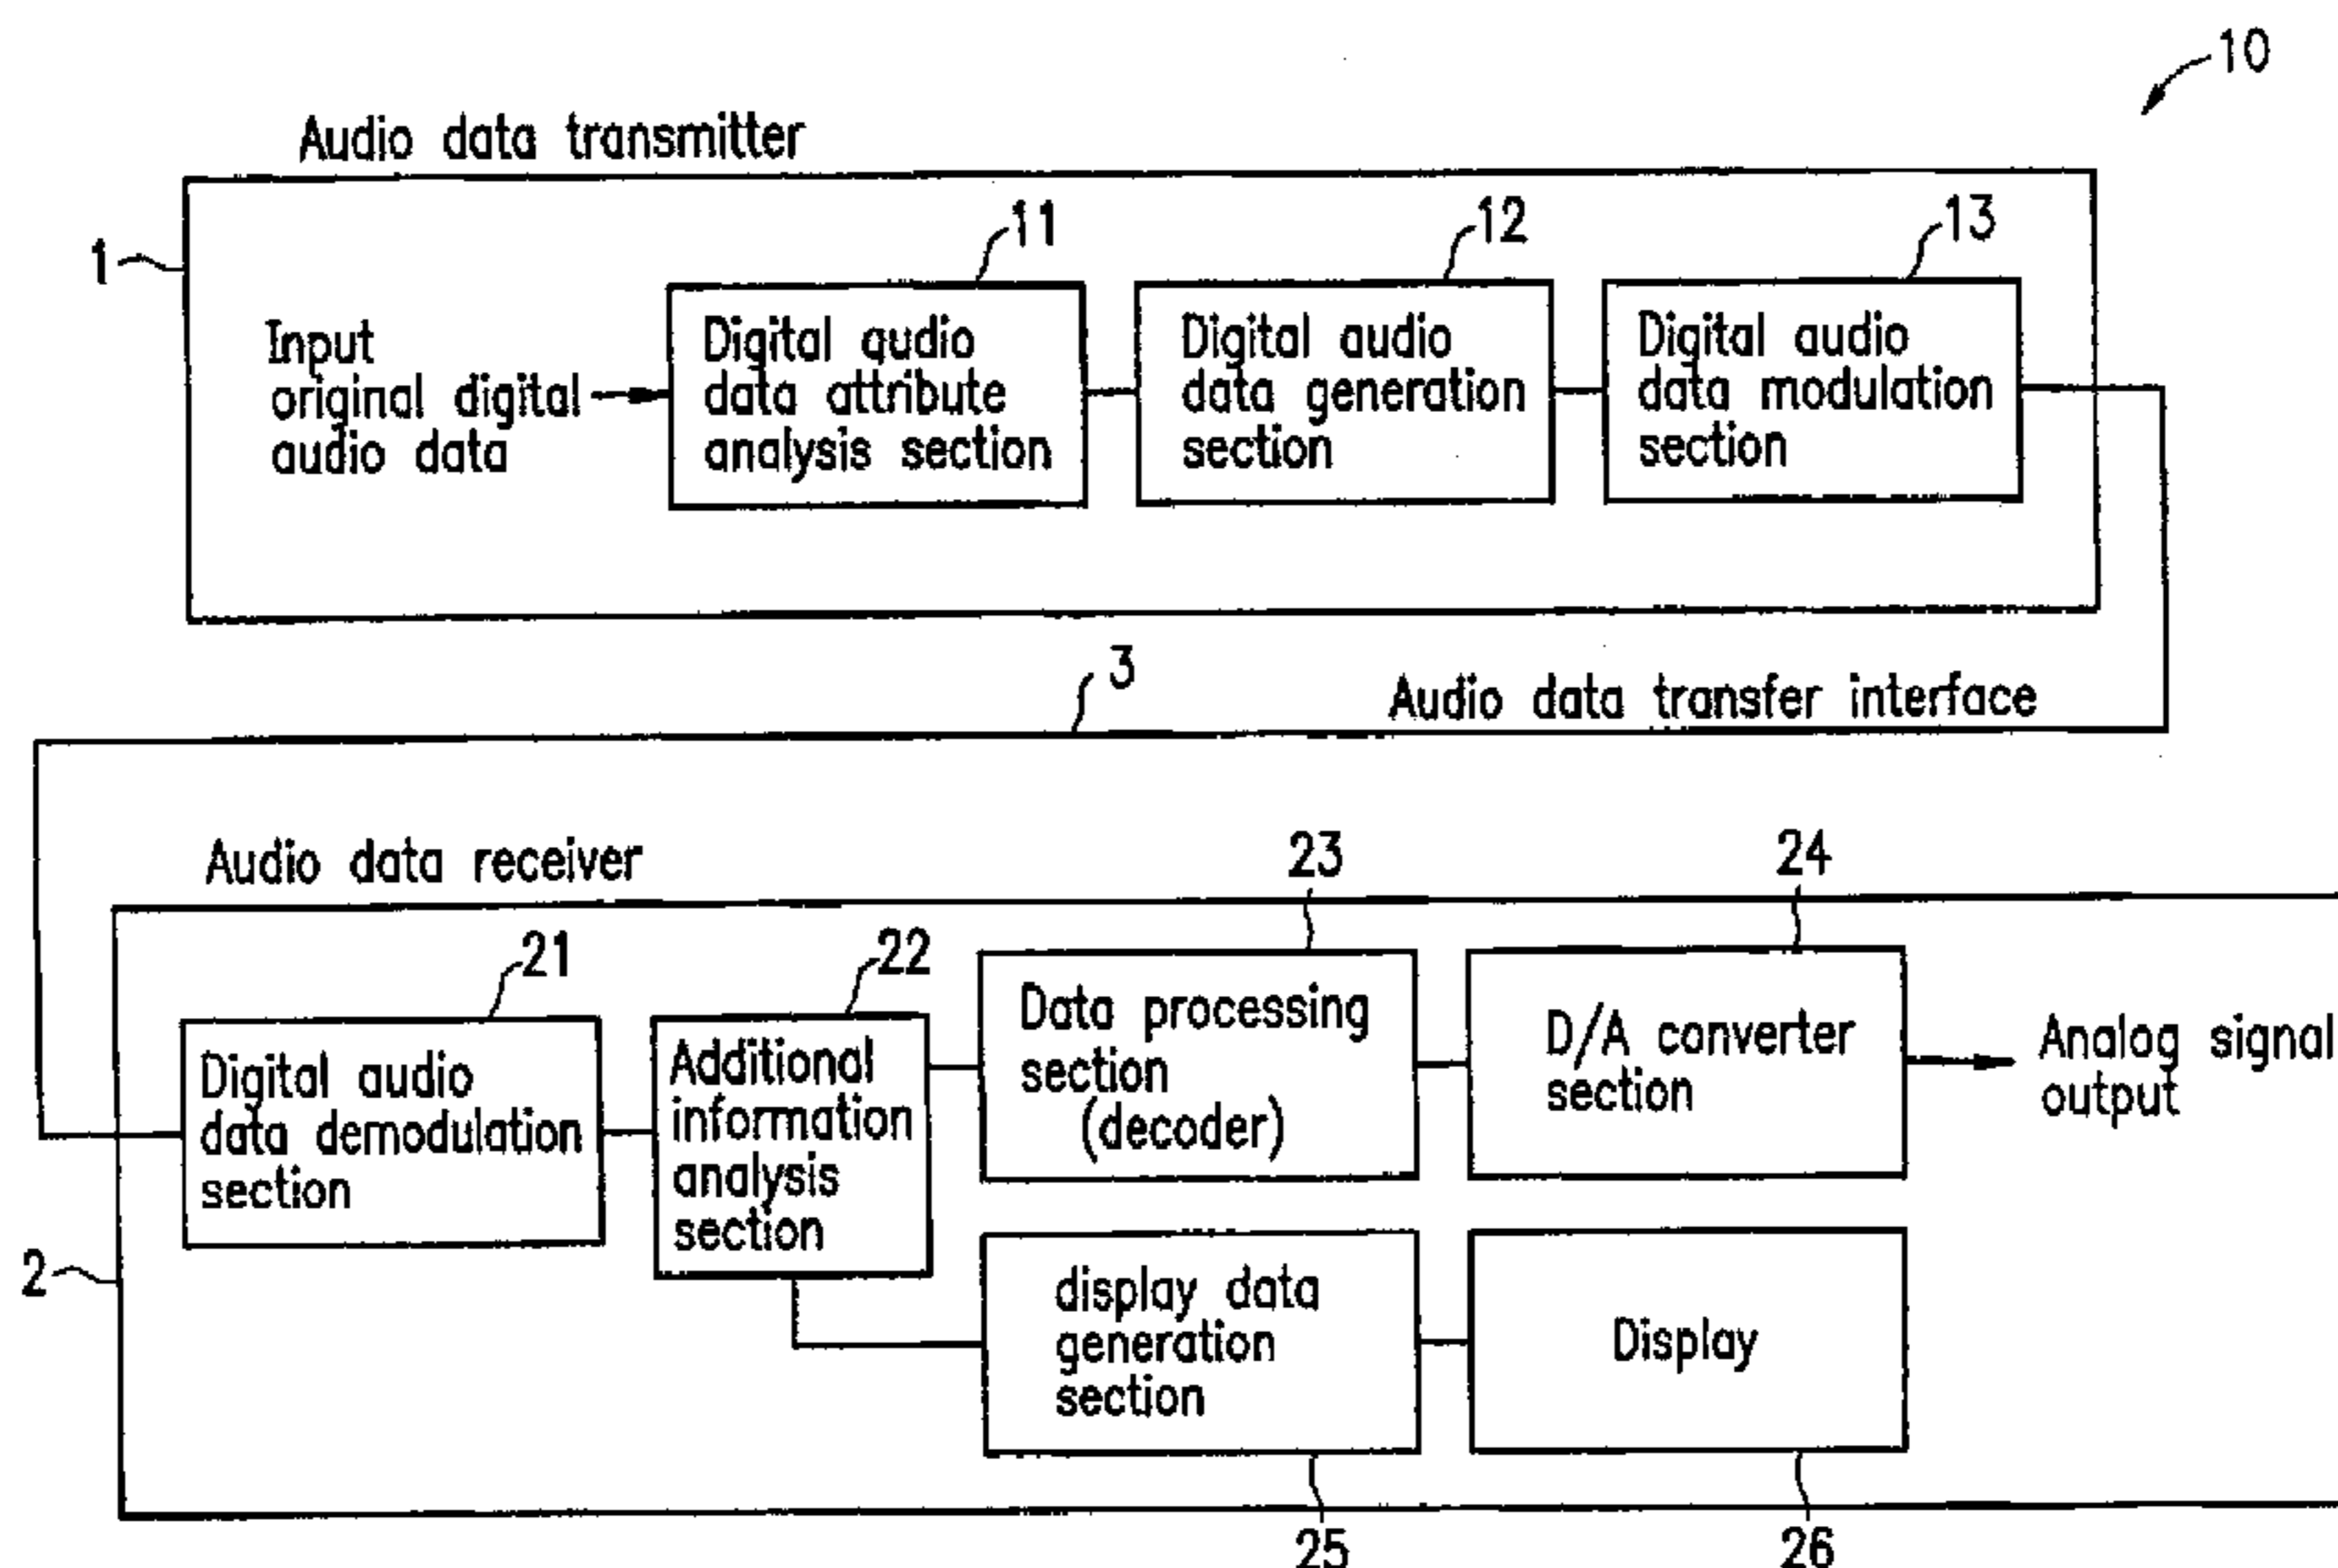 10
Audio data transmitter
1
11
12
13
Input
original digital
audio data
Digital audio
data attribute
analysis section
Digital audio
data generation
section
Digital audio
data modulation
section
3
Audio data transfer interface
Audio data receiver
2
21
22
23
24
Digital audio
data demodulation
section
Additional
information
analysis
section
Data processing
section
(decoder)
D/A converter
section
Analog signal
output
display data
generation
section
Display
25
26